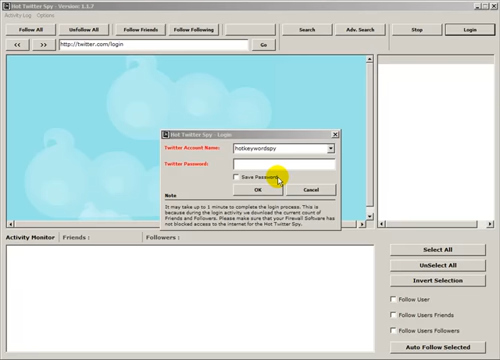 Hot Twitter Spy - Version: 1.1.7
Activity Log Options
Follow All Unfollow All Follow Friends Follow Following Search Adv. Search Stop Login
<< >> http://twitter.com/login Go
Hot Twitter Spy - Login
Twitter Account Name: hotkeywordspy
Twitter Password:
Save Password
OK Cancel
Note
It may take up to 1 minute to complete the login process. This is
because during the login activity we download the current count of
Friends and Followers. Please make sure that your Firewall Software has
not blocked access to the internet for the Hot Twitter Spy.
Activity Monitor Friends : Followers :
Select All
UnSelect All
Invert Selection
Follow User
Follow Users Friends
Follow Users Followers
Auto Follow Selected